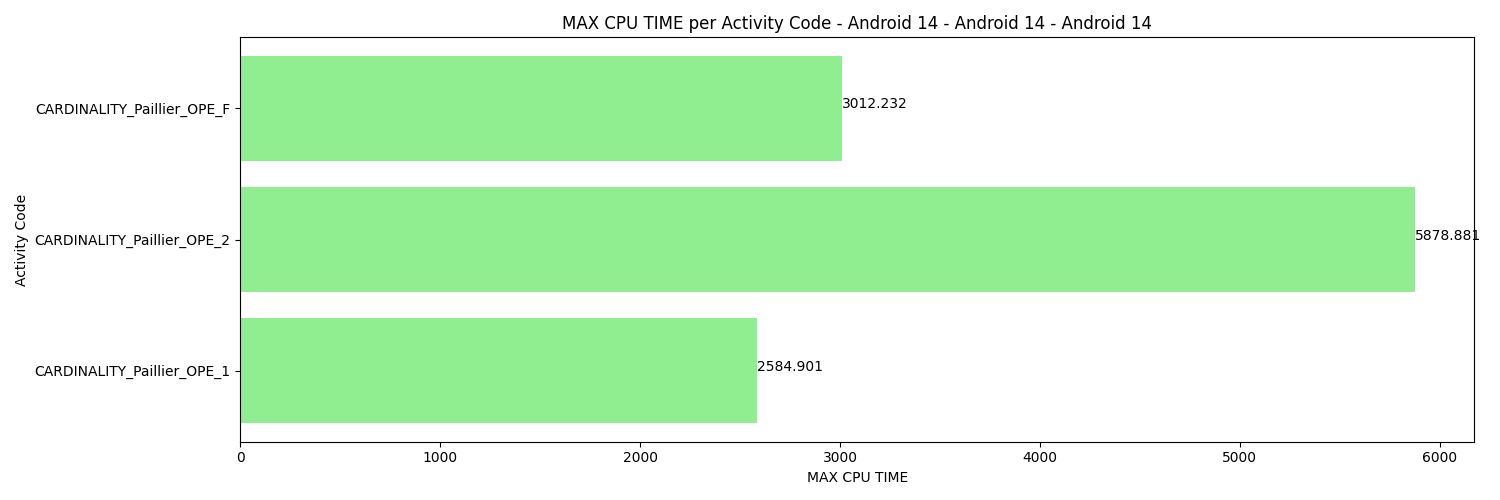 MAX CPU TIME per Activity Code - Android 14 - Android 14 - Android 14
CARDINALITY_Paillier_OPE_F
3012.232
CARDINALITY_Paillier_OPE_2
5878.881
CARDINALITY_Paillier_OPE_1
2584.901
Activity Code
0 1000 2000 3000 4000 5000 6000
MAX CPU TIME